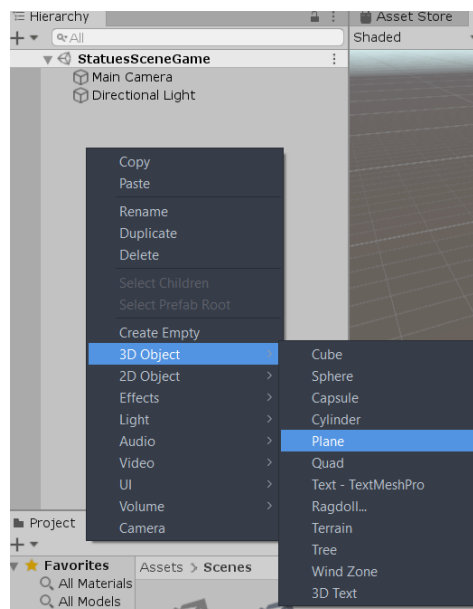 Hierarchy
Asset Store
All
Shaded
StatuesSceneGame
Main Camera
Directional Light
Copy
Paste
Rename
Duplicate
Delete
Select Children
Select Prefab Root
Create Empty
3D Object
2D Object
Effects
Light
Audio
Video
UI
Volume
Camera
Cube
Sphere
Capsule
Cylinder
Plane
Quad
Text - TextMeshPro
Ragdoll...
Terrain
Tree
Wind Zone
3D Text
Project
Favorites
All Materials
All Models
Assets > Scenes